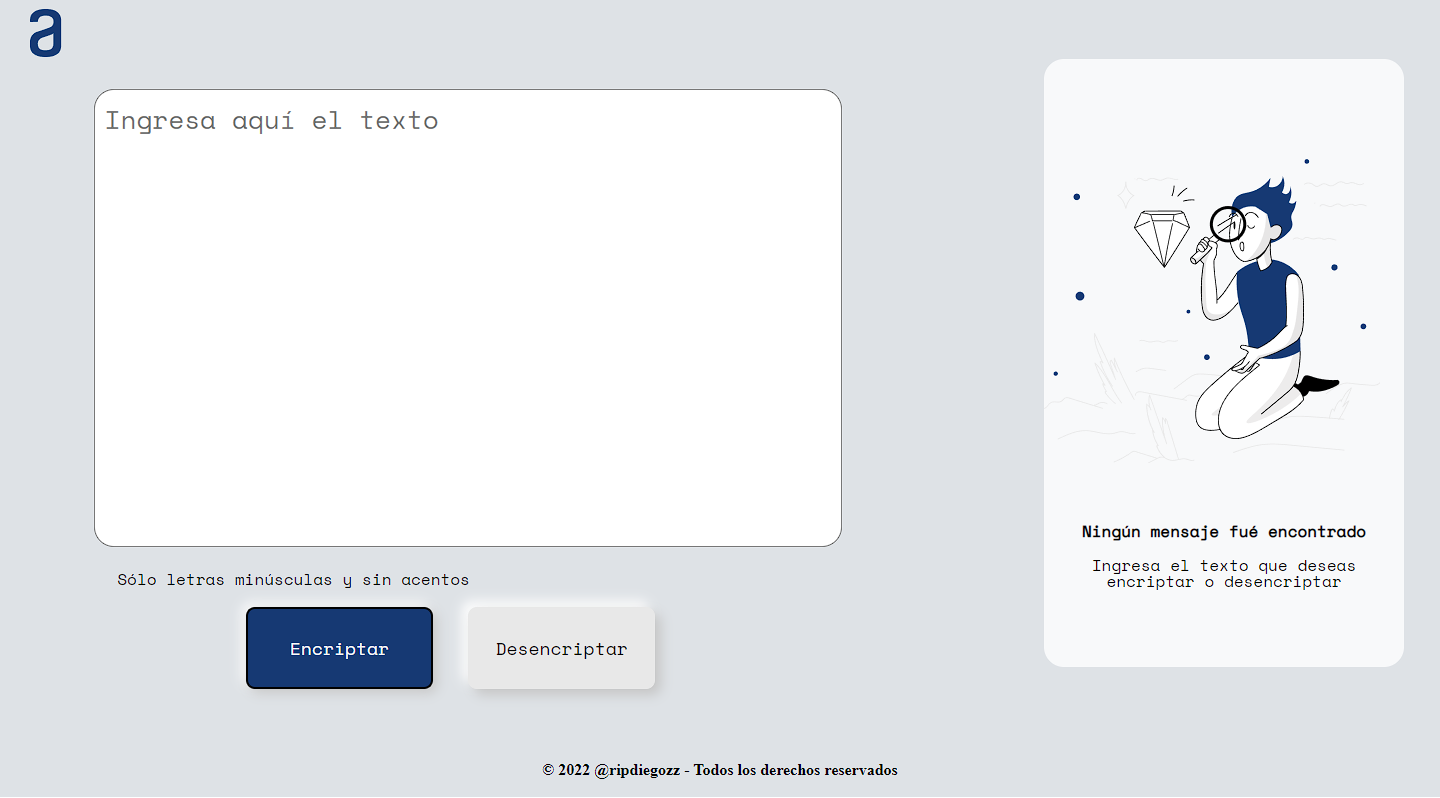 a
Ingresa aquí el texto
Sólo letras minúsculas y sin acentos
Encriptar
Desencriptar
Ningún mensaje fué encontrado
Ingresa el texto que deseas
encriptar o desencriptar
© 2022 @ripdiegozz - Todos los derechos reservados